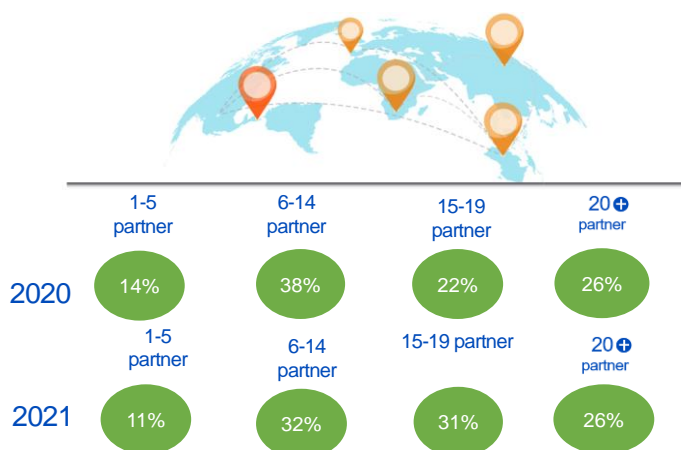 1-5
partner
6-14
partner
15-19
partner
20+
partner
2020
14%
38%
22%
26%
1-5
partner
6-14
partner
15-19 partner
20+
partner
2021
11%
32%
31%
26%